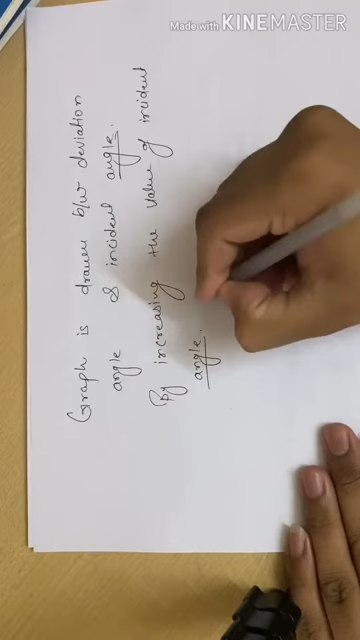 Made with KINEMASTER
Graph is drawn b/w deviation
angle & incident angle.
By increasing the value of incident
angle.